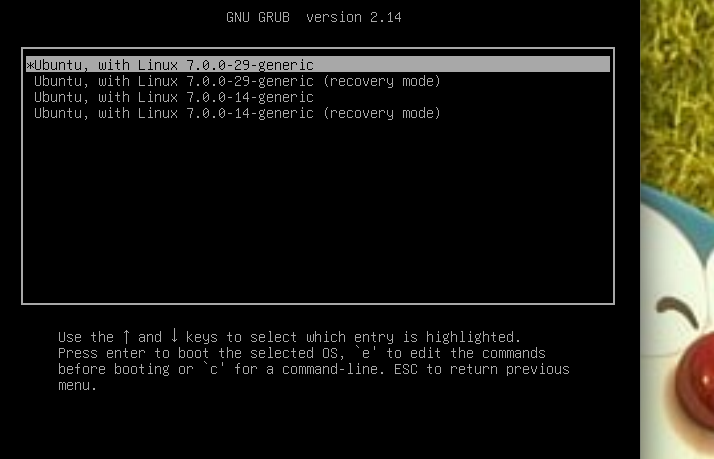 GNU GRUB version 2.14
*Ubuntu, with Linux 7.0.0-29-generic
Ubuntu, with Linux 7.0.0-29-generic (recovery mode)
Ubuntu, with Linux 7.0.0-14-generic
Ubuntu, with Linux 7.0.0-14-generic (recovery mode)
Use the ↑ and ↓ keys to select which entry is highlighted.
Press enter to boot the selected OS, `e' to edit the commands
before booting or `c' for a command-line. ESC to return previous
menu.